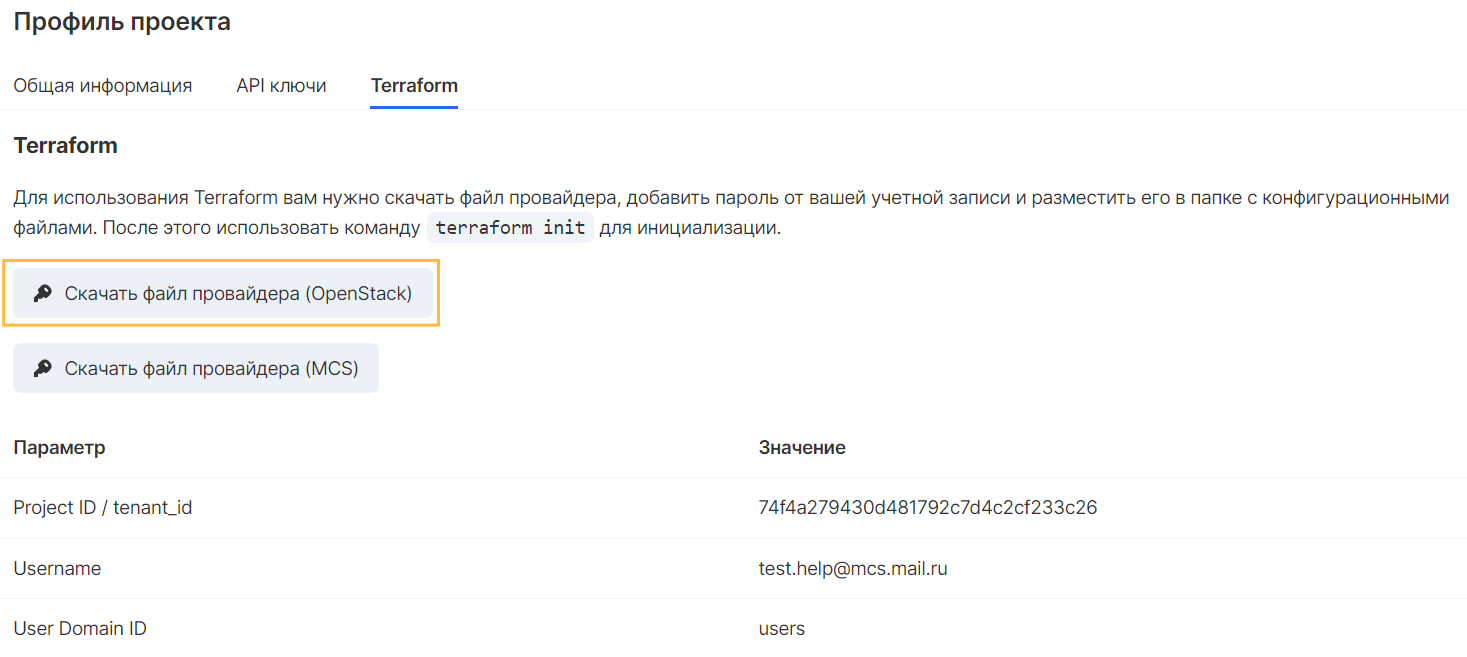 Профиль проекта
Общая информация API ключи Terraform
Terraform
Для использования Terraform вам нужно скачать файл провайдера, добавить пароль от вашей учетной записи и разместить его в папке с конфигурационными
файлами. После этого использовать команду terraform init для инициализации.
Скачать файл провайдера (OpenStack)
Скачать файл провайдера (MCS)
Параметр Значение
Project ID / tenant_id 74f4a279430d481792c7d4c2cf233c26
Username test.help@mcs.mail.ru
User Domain ID users